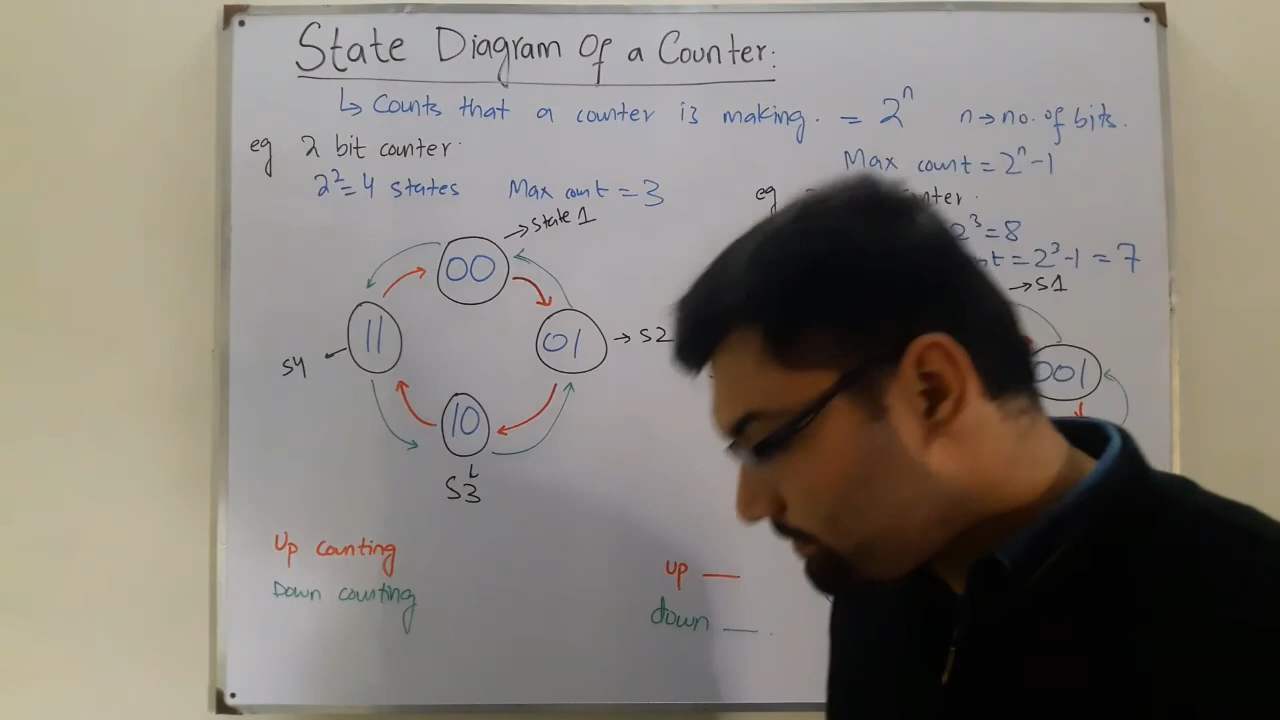 State Diagram Of a Counter:
↳ Counts that a counter is making. = 2^n n→no. of bits.
eg 2 bit counter.
2²=4 states Max count = 3
Max count = 2^n-1
eg
2³=8
= 2³-1 = 7
→State 1
→S1
00
11
01
→ S2
S4
10
S3
001
Up counting
Down counting
up —
down —